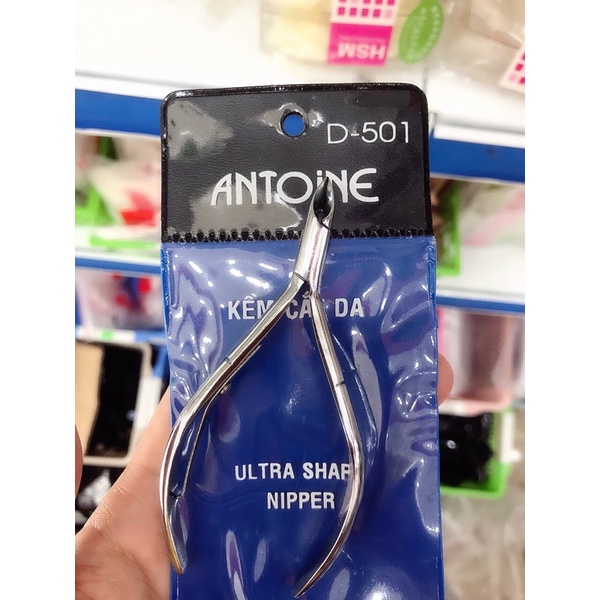 HSM
D-501
ANTOINE
KỀM CẮT DA
ULTRA SHARP
NIPPER